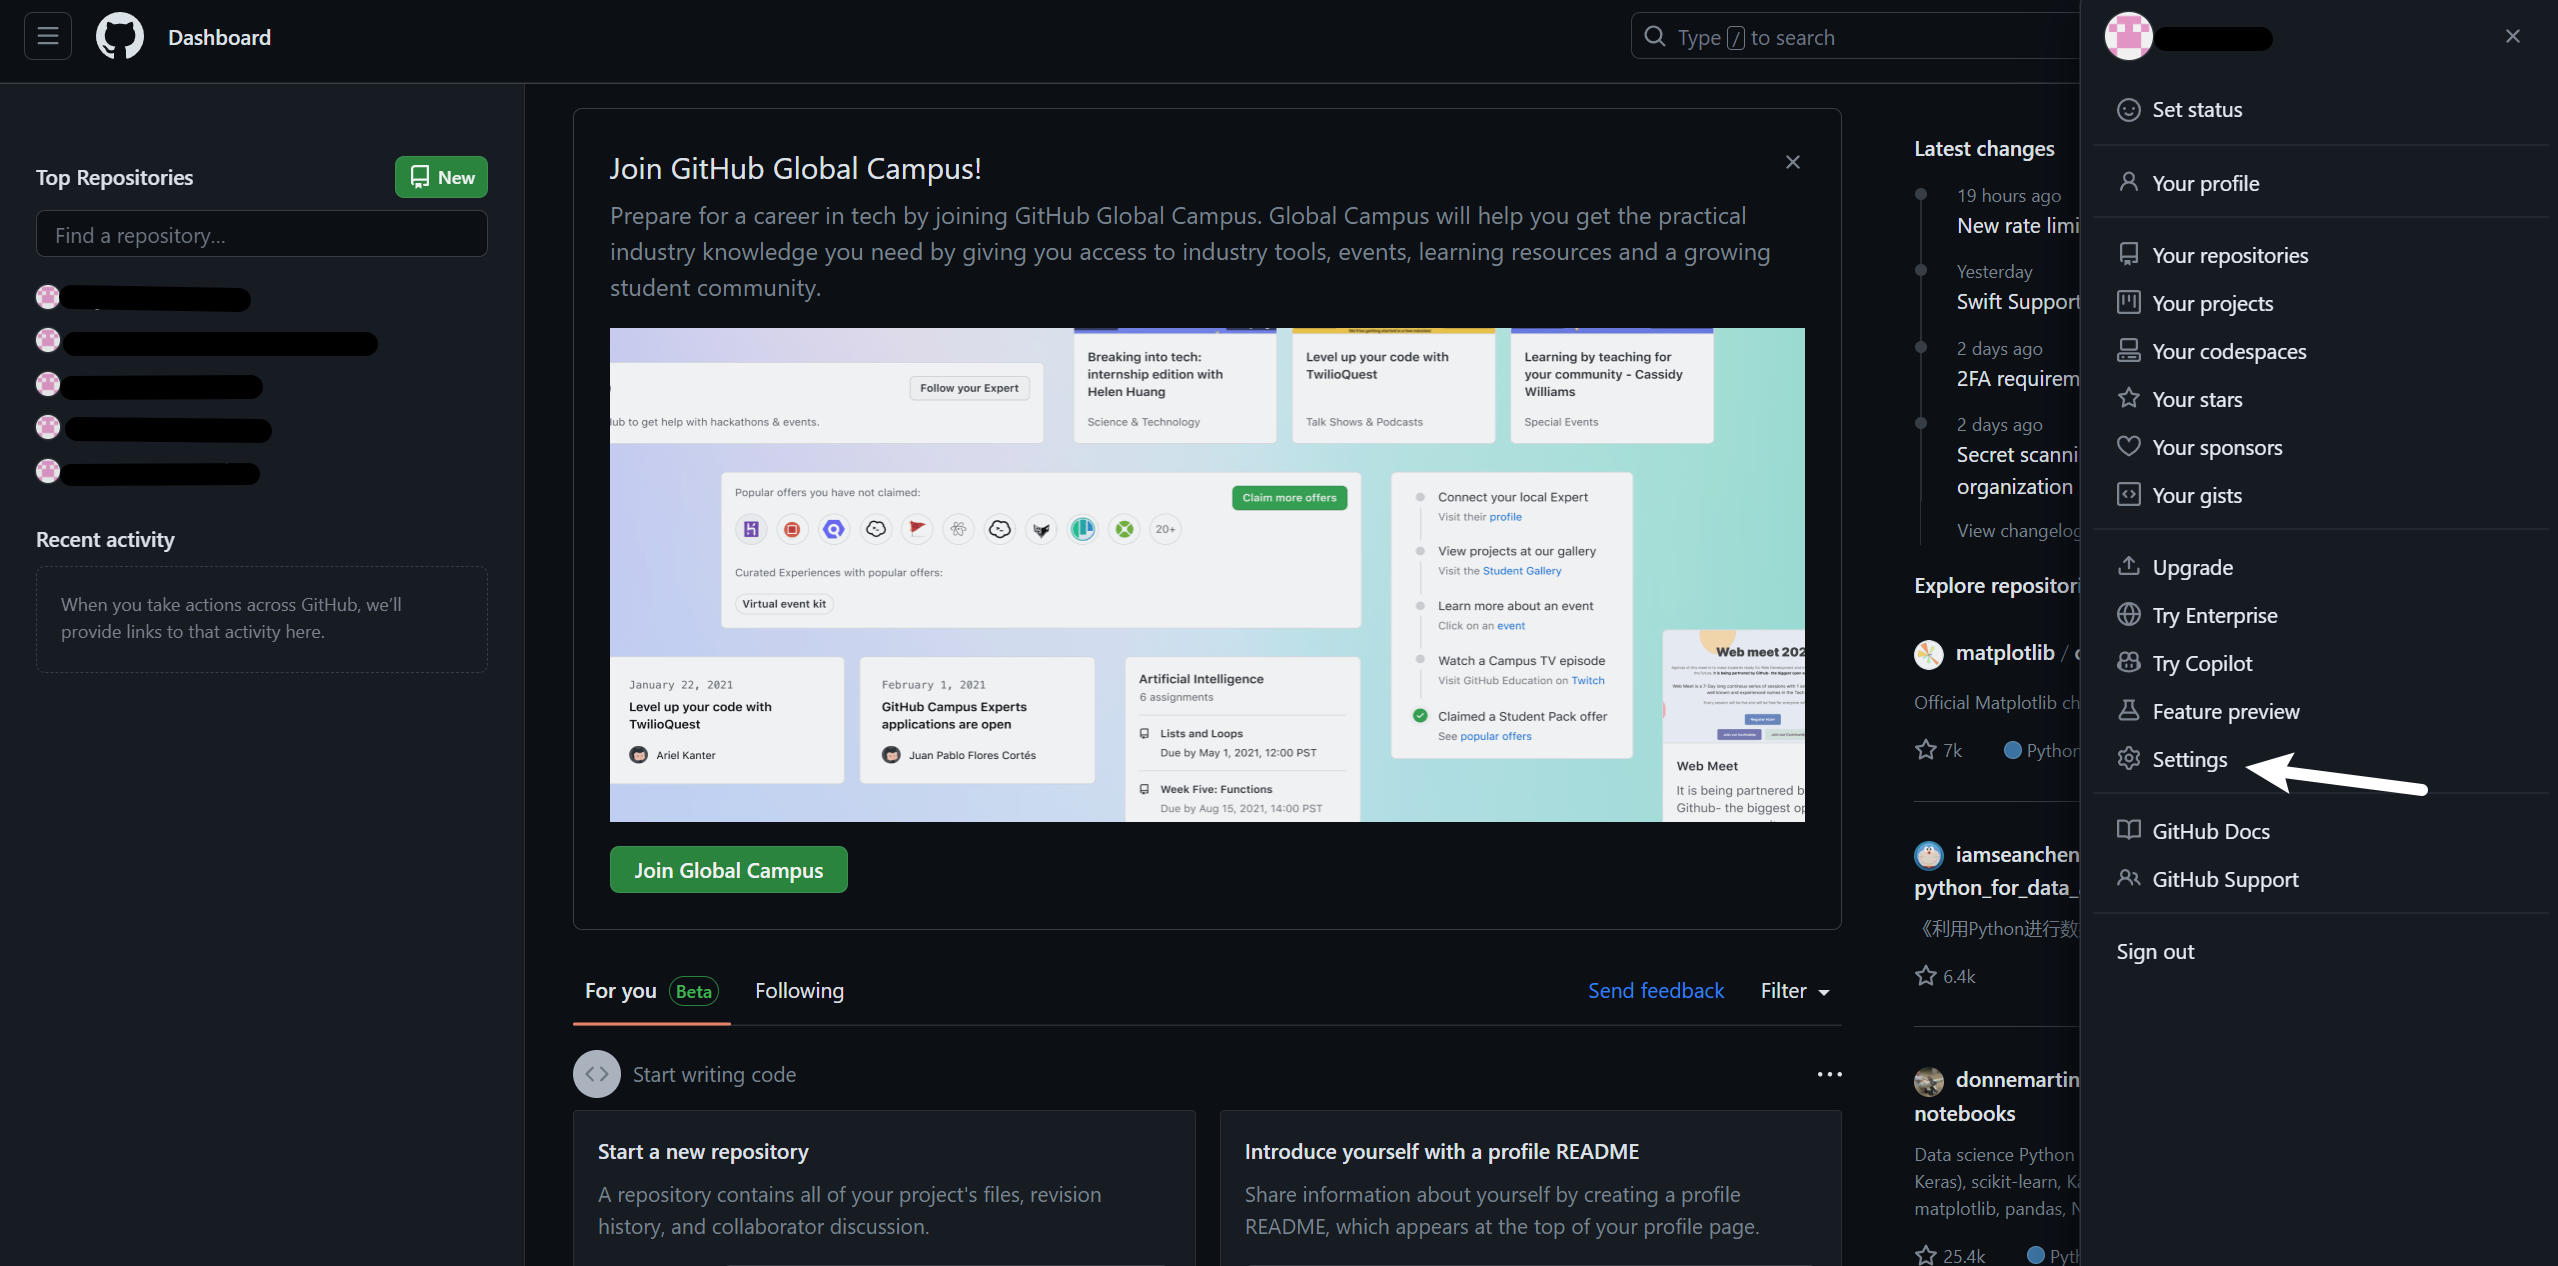 Dashboard
Type / to search
Top Repositories
New
Find a repository...
Recent activity
When you take actions across GitHub, we'll
provide links to that activity here.
Join GitHub Global Campus!
Prepare for a career in tech by joining GitHub Global Campus. Global Campus will help you get the practical
industry knowledge you need by giving you access to industry tools, events, learning resources and a growing
student community.
Follow your Expert
to get help with hackathons & events.
Breaking into tech:
internship edition with
Helen Huang
Science & Technology
Level up your code with
TwilioQuest
Talk Shows & Podcasts
Learning by teaching for
your community - Cassidy
Williams
Special Events
Popular offers you have not claimed:
Claim more offers
20+
Curated Experiences with popular offers:
Virtual event kit
Connect your local Expert
Visit their profile
View projects at our gallery
Visit the Student Gallery
Learn more about an event
Click on an event
Watch a Campus TV episode
Visit GitHub Education on Twitch
Claimed a Student Pack offer
See popular offers
January 22, 2021
Level up your code with
TwilioQuest
Ariel Kanter
February 1, 2021
GitHub Campus Experts
applications are open
Juan Pablo Flores Cortés
Artificial Intelligence
6 assignments
Lists and Loops
Due by May 1, 2021, 12:00 PST
Week Five: Functions
Due by Aug 15, 2021, 14:00 PST
Web meet 202
Web Meet
It is being partnered b
Github- the biggest op
Join Global Campus
For you Beta
Following
Send feedback
Filter
Start writing code
Start a new repository
A repository contains all of your project's files, revision
history, and collaborator discussion.
Introduce yourself with a profile README
Share information about yourself by creating a profile
README, which appears at the top of your profile page.
Latest changes
19 hours ago
New rate limi
Yesterday
Swift Support
2 days ago
2FA requirem
2 days ago
Secret scanni
organization
View changelog
Explore repositori
matplotlib /
Official Matplotlib ch
7k
Python
iamseanchen
python_for_data_
《利用Python进行数
6.4k
donnemartin
notebooks
Data science Python
Keras), scikit-learn, Ka
matplotlib, pandas, N
25.4k
Pyt
Set status
Your profile
Your repositories
Your projects
Your codespaces
Your stars
Your sponsors
Your gists
Upgrade
Try Enterprise
Try Copilot
Feature preview
Settings
GitHub Docs
GitHub Support
Sign out